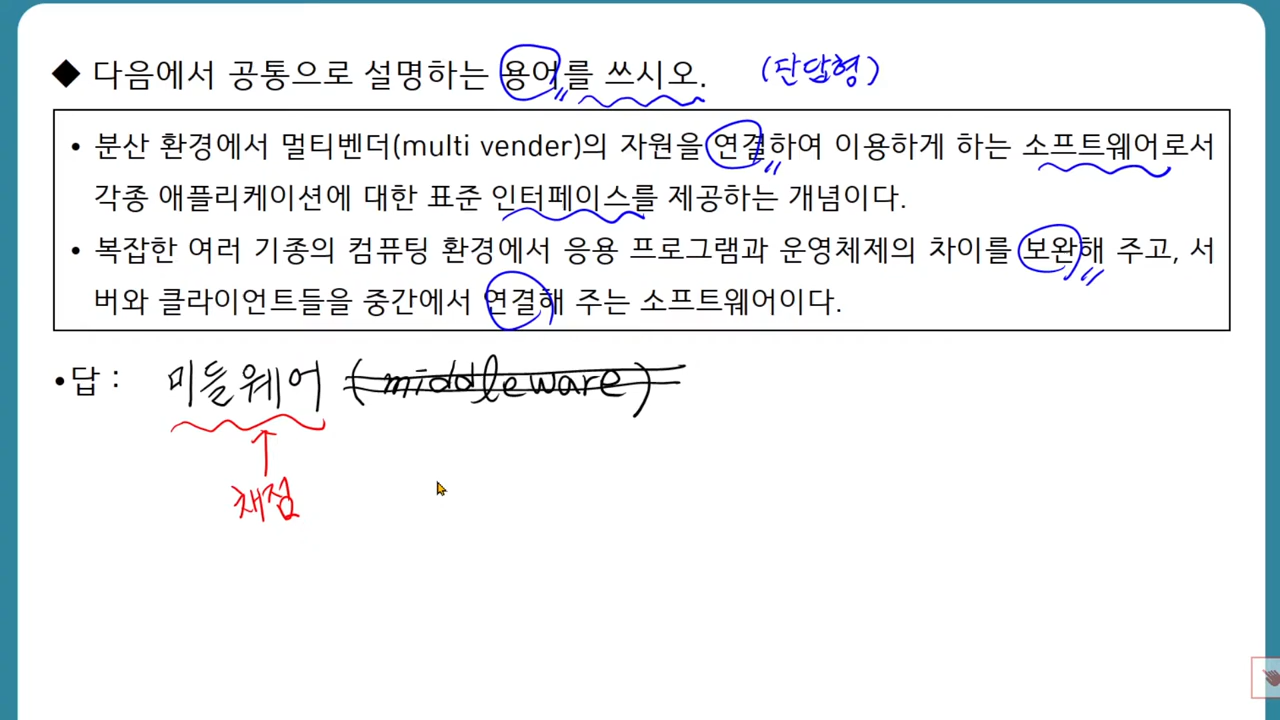 ◆ 다음에서 공통으로 설명하는 용어를 쓰시오. (단답형)
• 분산 환경에서 멀티벤더(multi vender)의 자원을 연결하여 이용하게 하는 소프트웨어로서
각종 애플리케이션에 대한 표준 인터페이스를 제공하는 개념이다.
• 복잡한 여러 기종의 컴퓨팅 환경에서 응용 프로그램과 운영체제의 차이를 보완해 주고, 서
버와 클라이언트들을 중간에서 연결해 주는 소프트웨어이다.
•답 : 미들웨어 (middleware)
채점